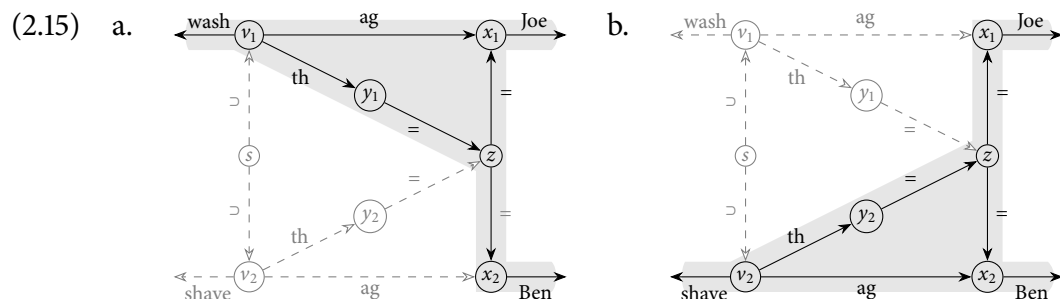 (2.15) a. wash v₁ ag x₁ Joe b. wash v₁ ag x₁ Joe
th th
y₁ y₁
⊃ = = ⊃ = =
s z s z
⊃ = = ⊃ = =
y₂ y₂
th th
v₂ x₂ v₂ x₂
shave ag Ben shave ag Ben